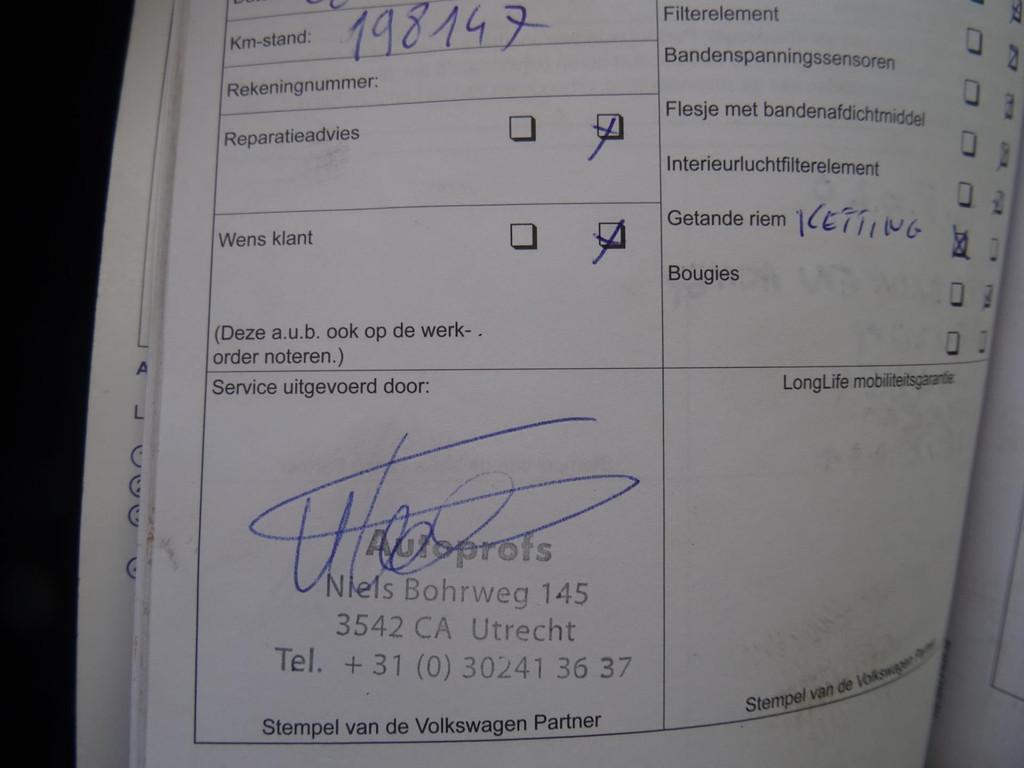 Km-stand: 198147
Rekeningnummer:
Reparatieadvies
Wens klant
(Deze a.u.b. ook op de werk-
order noteren.)
Filterelement
Bandenspanningssensoren
Flesje met bandenafdichtmiddel
Interieurluchtfilterelement
Getande riem KETTING
Bougies
Service uitgevoerd door:
Autoprofs
Niels Bohrweg 145
3542 CA Utrecht
Tel. + 31 (0) 30241 36 37
Stempel van de Volkswagen Partner
LongLife mobiliteitsgarantie:
Stempel van de Volkswagen Partner